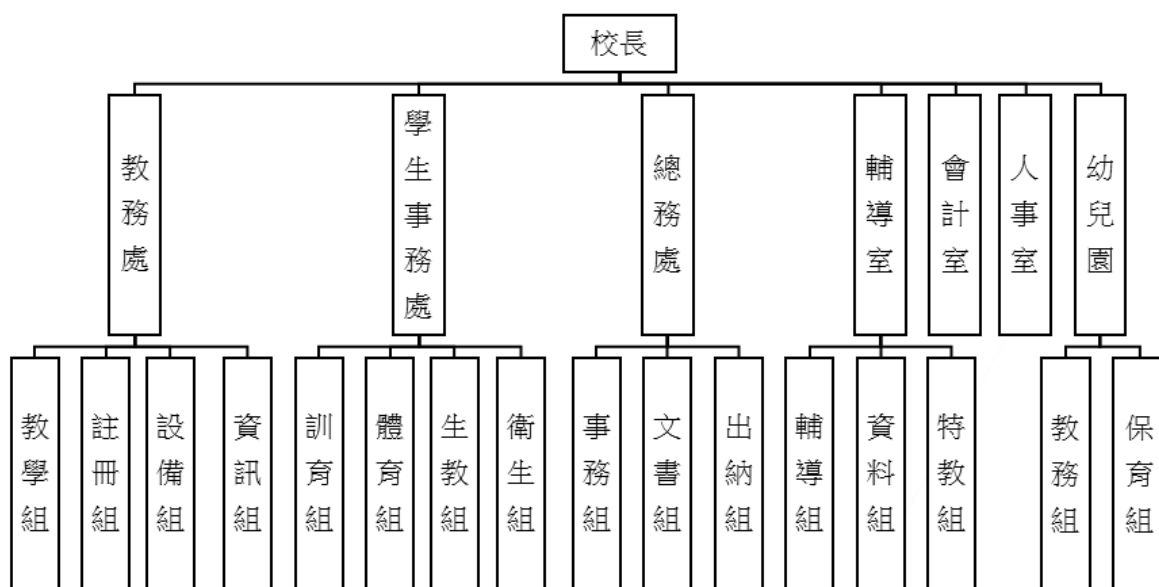 校長
教務處
學生事務處
總務處
輔導室
會計室
人事室
幼兒園
教學組
註冊組
設備組
資訊組
訓育組
體育組
生教組
衛生組
事務組
文書組
出納組
輔導組
資料組
特教組
教務組
保育組